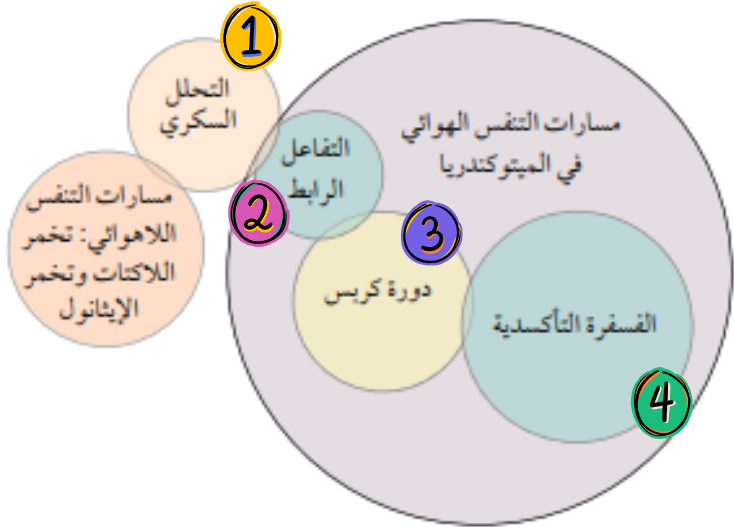 1
التحلل
السكري
مسارات التنفس الهوائي
في الميتوكندريا
التفاعل
الرابط
2
مسارات التنفس
اللاهوائي: تخمر
اللاكتات وتخمر
الإيثانول
3
دورة كربس
الفسفرة التأكسدية
4